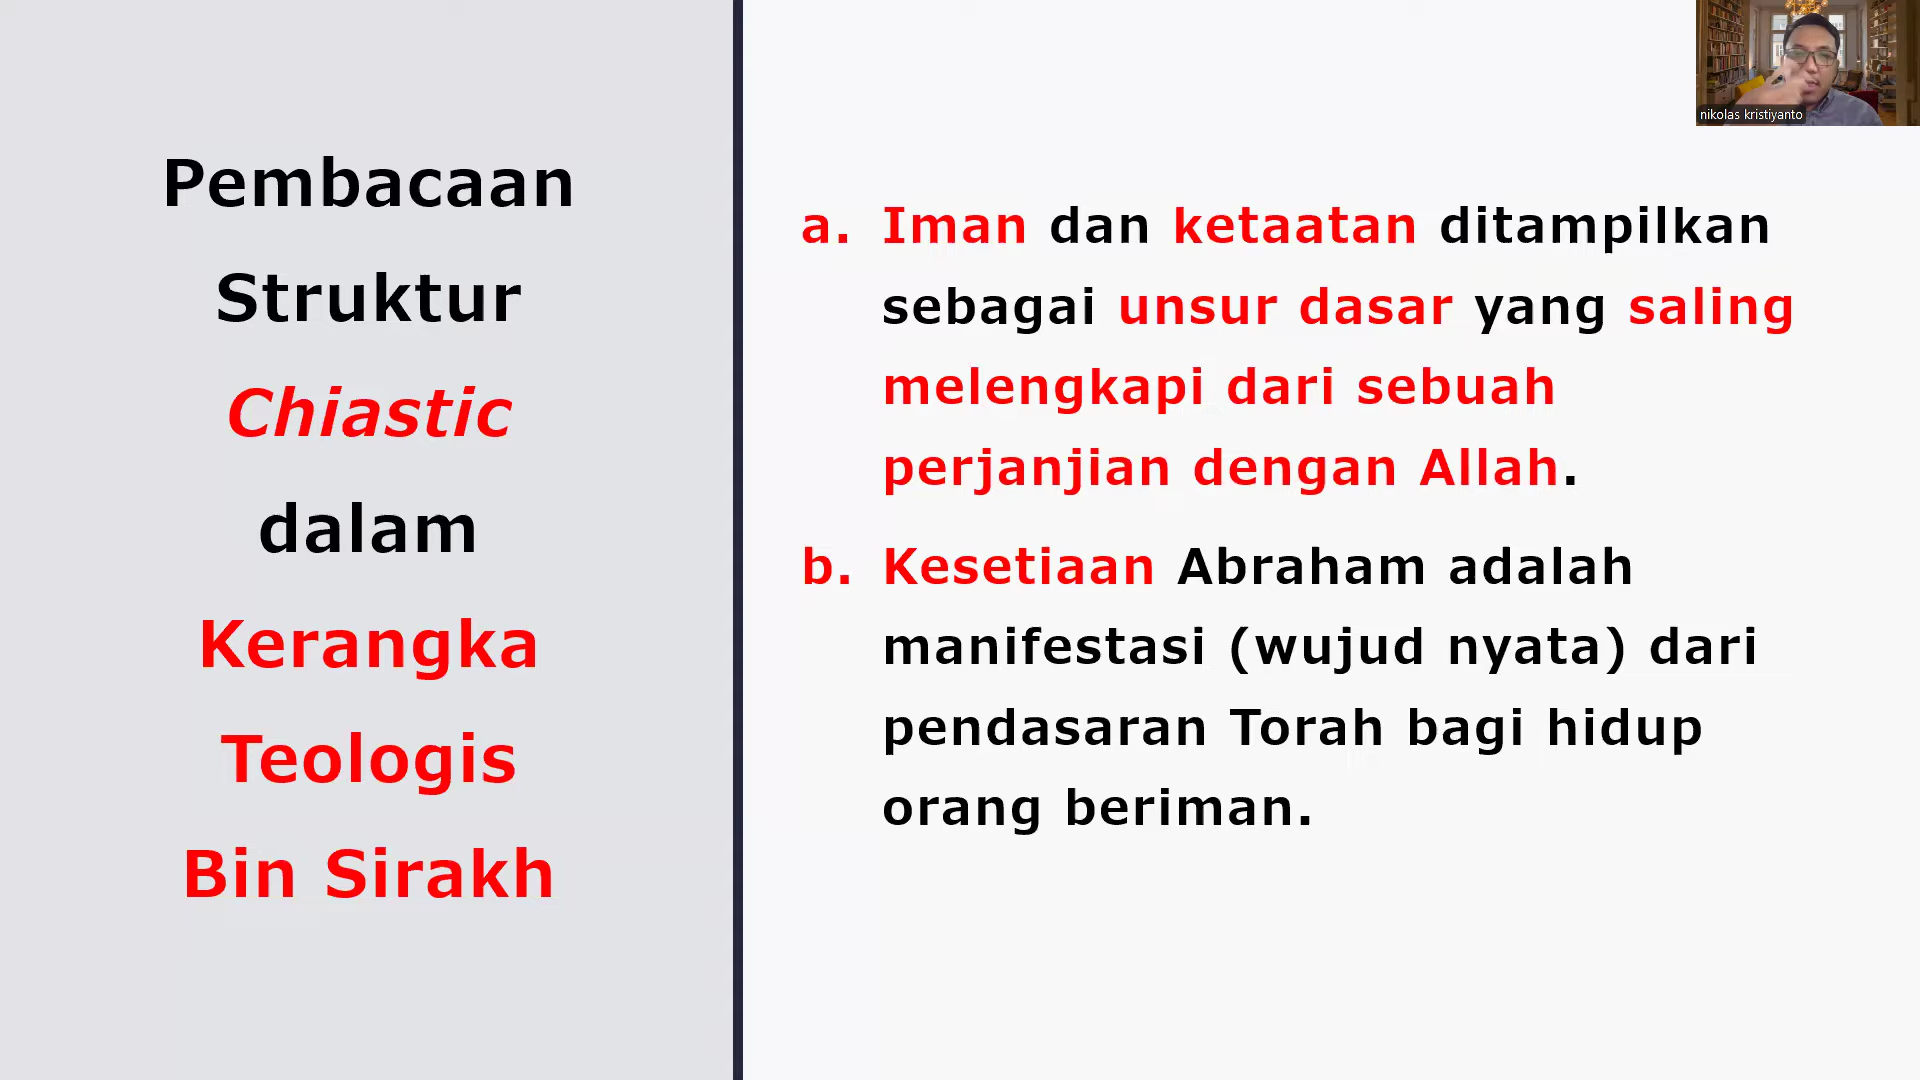 Pembacaan
Struktur
Chiastic
dalam
Kerangka
Teologis
Bin Sirakh
a. Iman dan ketaatan ditampilkan
sebagai unsur dasar yang saling
melengkapi dari sebuah
perjanjian dengan Allah.
b. Kesetiaan Abraham adalah
manifestasi (wujud nyata) dari
pendasaran Torah bagi hidup
orang beriman.
nikolas kristiyanto